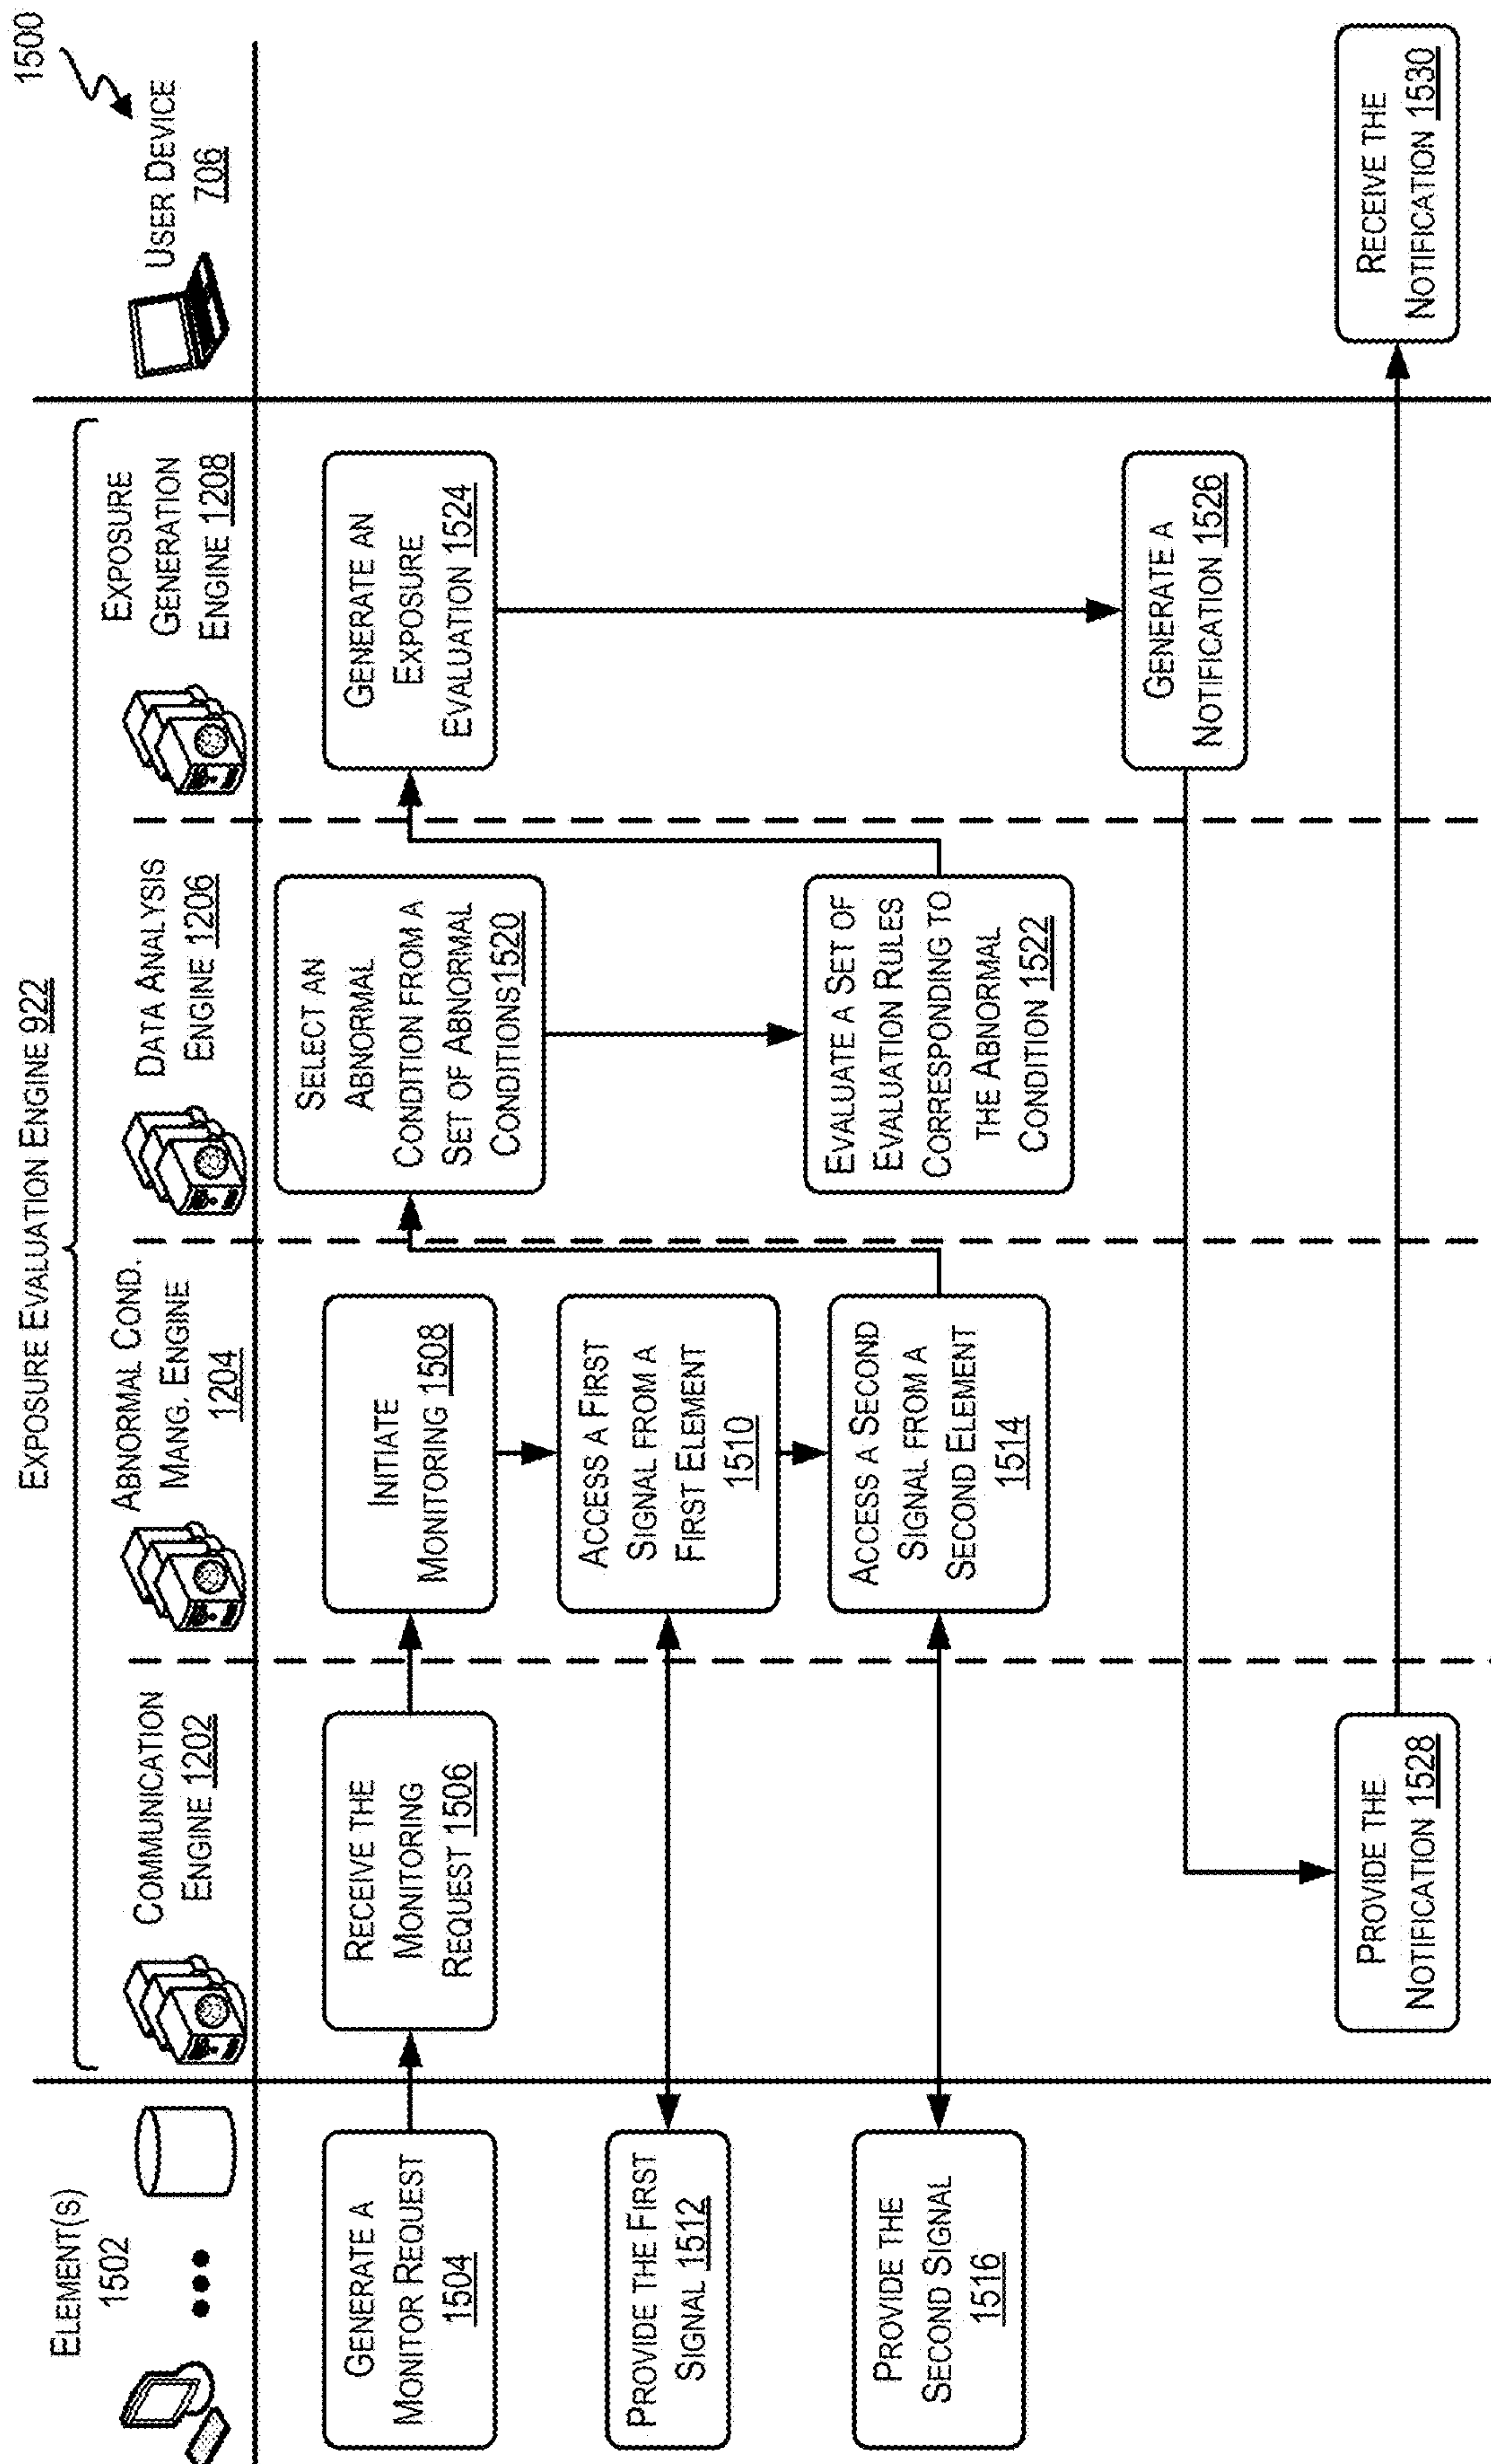 1500
EXPOSURE EVALUATION ENGINE 922
ELEMENT(S)
1502
COMMUNICATION
ENGINE 1202
ABNORMAL COND.
MANG. ENGINE
1204
DATA ANALYSIS
ENGINE 1206
EXPOSURE
GENERATION
ENGINE 1208
USER DEVICE
706
GENERATE A
MONITOR REQUEST
1504
RECEIVE THE
MONITORING
REQUEST 1506
INITIATE
MONITORING 1508
SELECT AN
ABNORMAL
CONDITION FROM A
SET OF ABNORMAL
CONDITIONS1520
GENERATE AN
EXPOSURE
EVALUATION 1524
PROVIDE THE FIRST
SIGNAL 1512
ACCESS A FIRST
SIGNAL FROM A
FIRST ELEMENT
1510
PROVIDE THE
SECOND SIGNAL
1516
ACCESS A SECOND
SIGNAL FROM A
SECOND ELEMENT
1514
EVALUATE A SET OF
EVALUATION RULES
CORRESPONDING TO
THE ABNORMAL
CONDITION 1522
GENERATE A
NOTIFICATION 1526
PROVIDE THE
NOTIFICATION 1528
RECEIVE THE
NOTIFICATION 1530